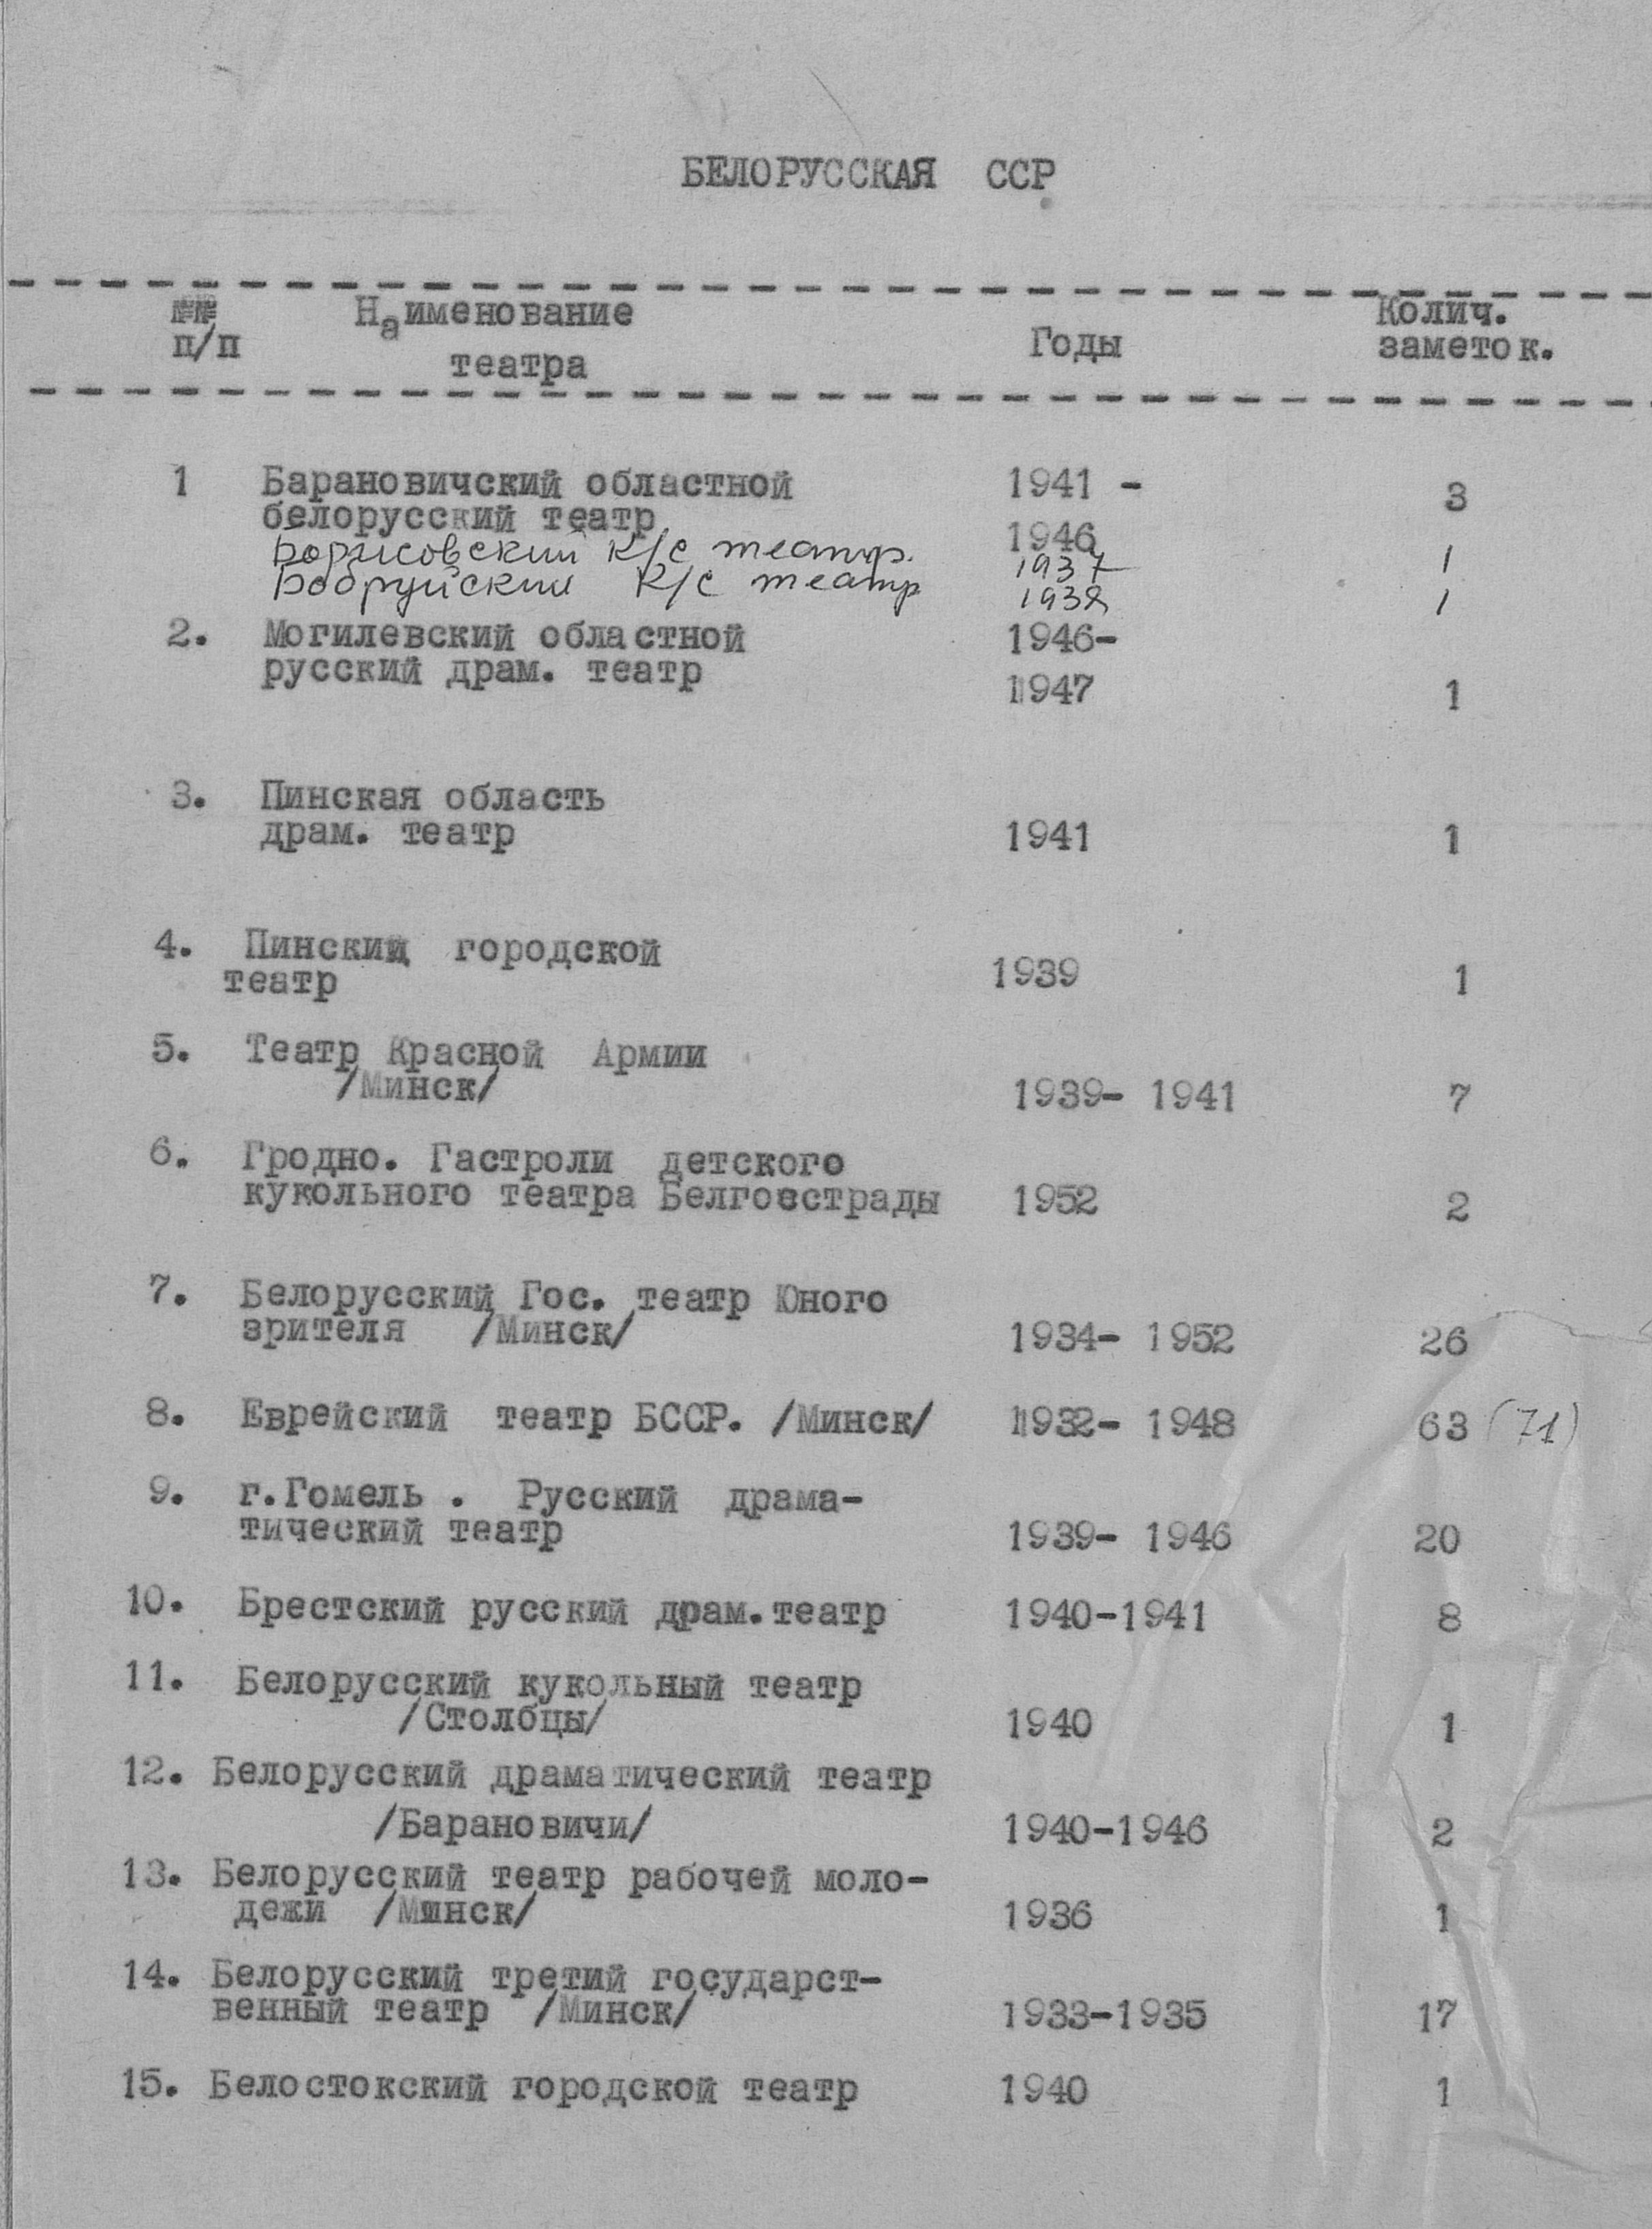 БЕЛОРУССКАЯ ССР
№№ Наименование Колич.
п/п театра Годы заметок.
1 Барановичский областной 1941 - 3
белорусский театр 1946
Борисовский к/с театр. 1937 1
Бобруйский к/с театр 1938 1
2. Могилевский областной 1946-
русский драм. театр 1947 1
3. Пинская область
драм. театр 1941 1
4. Пинский городской
театр 1939 1
5. Театр Красной Армии
/Минск/ 1939- 1941 7
6. Гродно. Гастроли детского
кукольного театра Белгоестрады 1952 2
7. Белорусский Гос. театр Юного
зрителя /Минск/ 1934- 1952 26
8. Еврейский театр БССР. /Минск/ 1932- 1948 63 (71)
9. г.Гомель . Русский драма-
тический театр 1939- 1946 20
10. Брестский русский драм.театр 1940-1941 8
11. Белорусский кукольный театр
/Столбцы/ 1940 1
12. Белорусский драматический театр
/Барановичи/ 1940-1946 2
13. Белорусский театр рабочей моло-
дежи /Минск/ 1936 1
14. Белорусский третий государст-
венный театр /Минск/ 1933-1935 17
15. Белостокский городской театр 1940 1